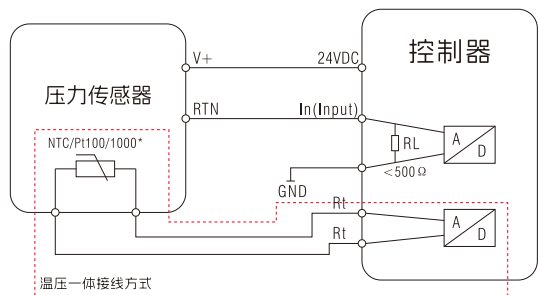 控制器
压力传感器
V+
24VDC
RTN
In(Input)
A
D
RL
<500Ω
NTC/Pt100/1000*
GND
Rt
A
D
Rt
温压一体接线方式